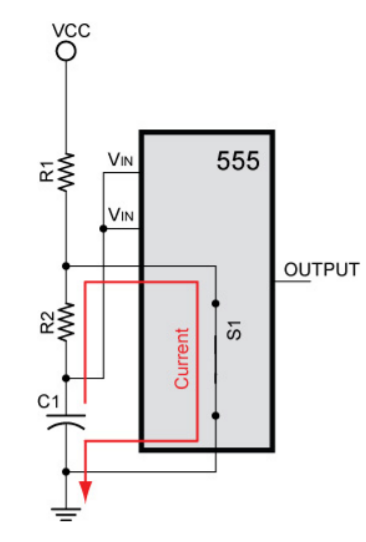 VCC
R1
VIN
555
VIN
OUTPUT
R2
Current
S1
C1